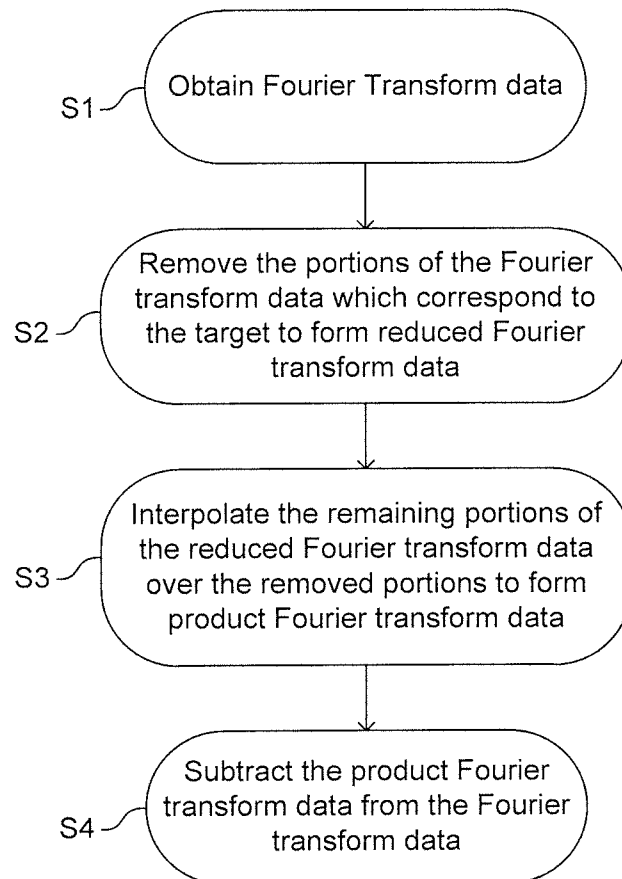 Obtain Fourier Transform data
S1
Remove the portions of the Fourier
transform data which correspond to
the target to form reduced Fourier
transform data
S2
Interpolate the remaining portions of
the reduced Fourier transform data
over the removed portions to form
product Fourier transform data
S3
Subtract the product Fourier
transform data from the Fourier
transform data
S4